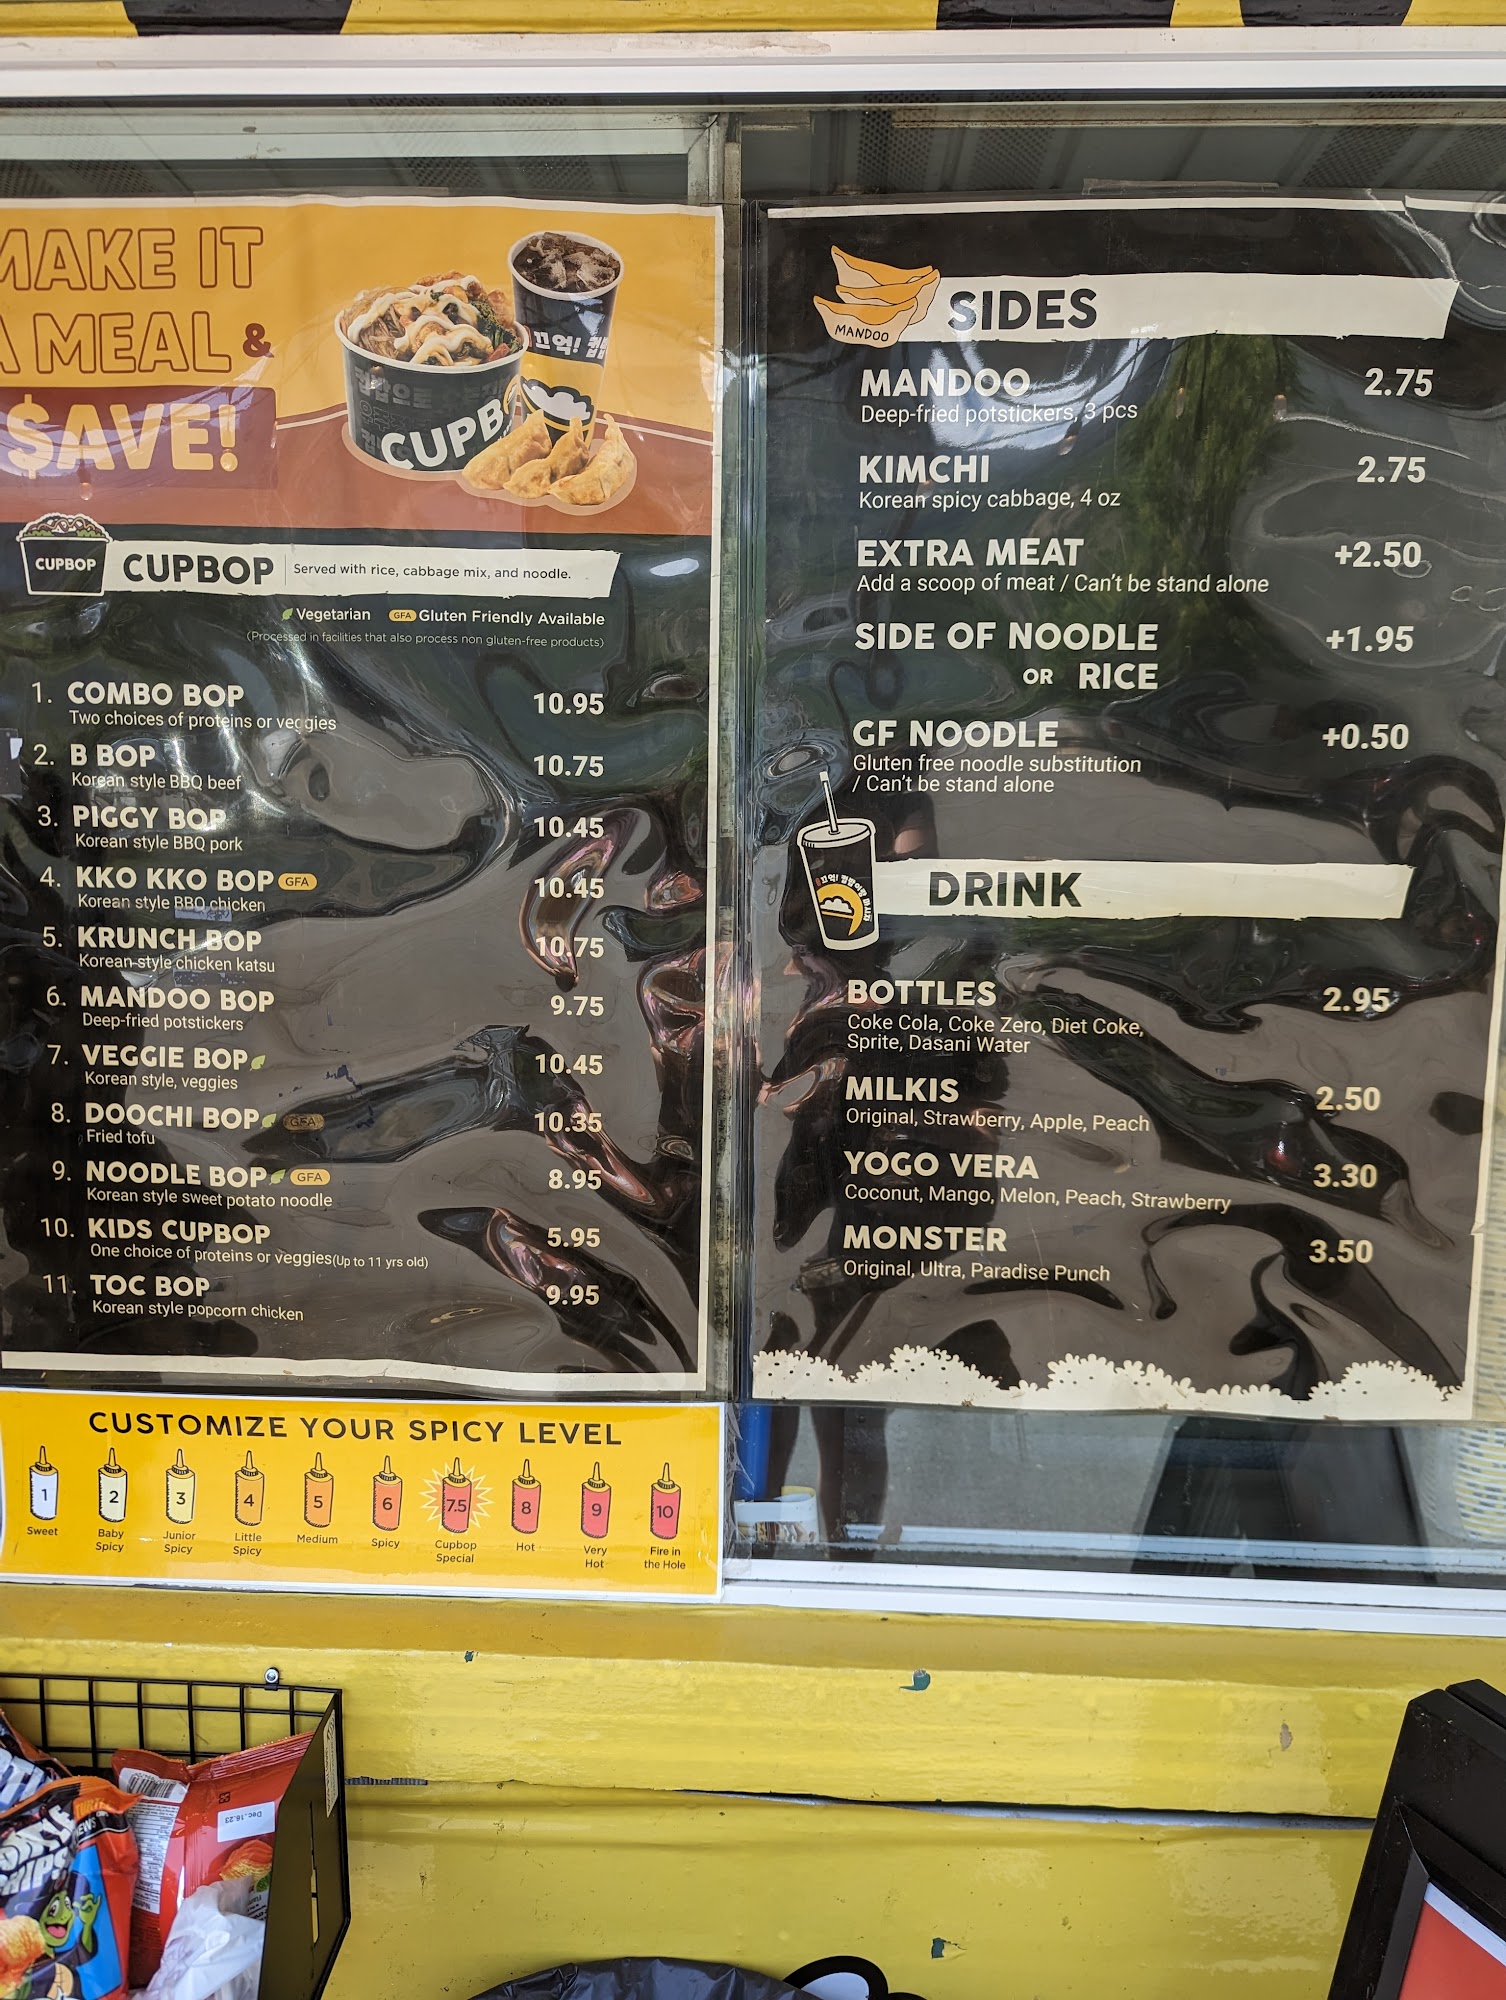 MAKE IT
A MEAL &
$AVE!
CUPBOP
CUPBOP
CUPBOP Served with rice, cabbage mix, and noodle.
Vegetarian GFA Gluten Friendly Available
(Processed in facilities that also process non gluten-free products)
1. COMBO BOP 10.95
Two choices of proteins or veggies
2. B BOP 10.75
Korean style BBQ beef
3. PIGGY BOP 10.45
Korean style BBQ pork
4. KKO KKO BOP GFA 10.45
Korean style BBQ chicken
5. KRUNCH BOP 10.75
Korean style chicken katsu
6. MANDOO BOP 9.75
Deep-fried potstickers
7. VEGGIE BOP 10.45
Korean style, veggies
8. DOOCHI BOP GFA 10.35
Fried tofu
9. NOODLE BOP GFA 8.95
Korean style sweet potato noodle
10. KIDS CUPBOP 5.95
One choice of proteins or veggies(Up to 11 yrs old)
11. TOC BOP 9.95
Korean style popcorn chicken
CUSTOMIZE YOUR SPICY LEVEL
1 2 3 4 5 6 7.5 8 9 10
Sweet
Baby Spicy
Junior Spicy
Little Spicy
Medium
Spicy
Cupbop Special
Hot
Very Hot
Fire in the Hole
MANDOO
SIDES
MANDOO 2.75
Deep-fried potstickers, 3 pcs
KIMCHI 2.75
Korean spicy cabbage, 4 oz
EXTRA MEAT +2.50
Add a scoop of meat / Can't be stand alone
SIDE OF NOODLE +1.95
OR RICE
GF NOODLE +0.50
Gluten free noodle substitution
/ Can't be stand alone
DRINK
BOTTLES 2.95
Coke Cola, Coke Zero, Diet Coke,
Sprite, Dasani Water
MILKIS 2.50
Original, Strawberry, Apple, Peach
YOGO VERA 3.30
Coconut, Mango, Melon, Peach, Strawberry
MONSTER 3.50
Original, Ultra, Paradise Punch
Dec.16.23